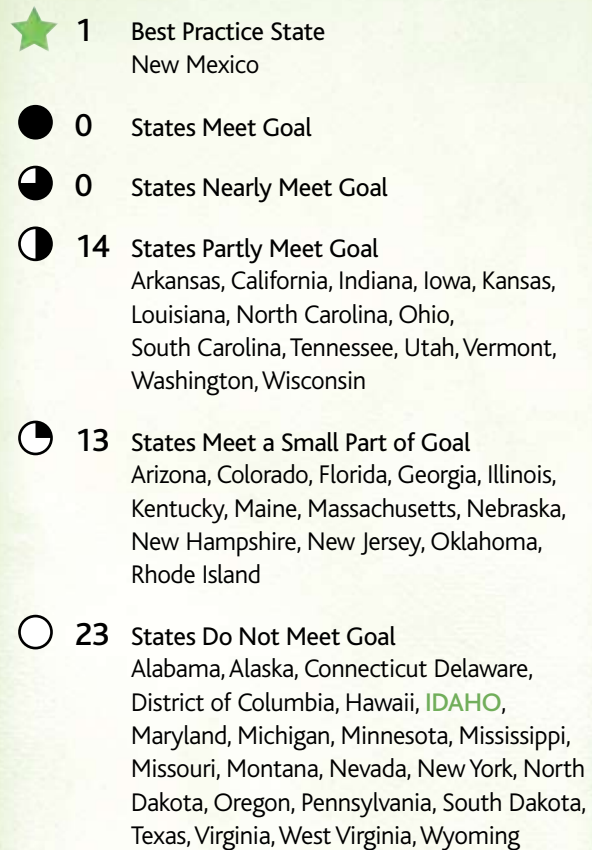 1 Best Practice State
New Mexico
0 States Meet Goal
0 States Nearly Meet Goal
14 States Partly Meet Goal
Arkansas, California, Indiana, Iowa, Kansas,
Louisiana, North Carolina, Ohio,
South Carolina, Tennessee, Utah, Vermont,
Washington, Wisconsin
13 States Meet a Small Part of Goal
Arizona, Colorado, Florida, Georgia, Illinois,
Kentucky, Maine, Massachusetts, Nebraska,
New Hampshire, New Jersey, Oklahoma,
Rhode Island
23 States Do Not Meet Goal
Alabama, Alaska, Connecticut Delaware,
District of Columbia, Hawaii, IDAHO,
Maryland, Michigan, Minnesota, Mississippi,
Missouri, Montana, Nevada, New York, North
Dakota, Oregon, Pennsylvania, South Dakota,
Texas, Virginia, West Virginia, Wyoming